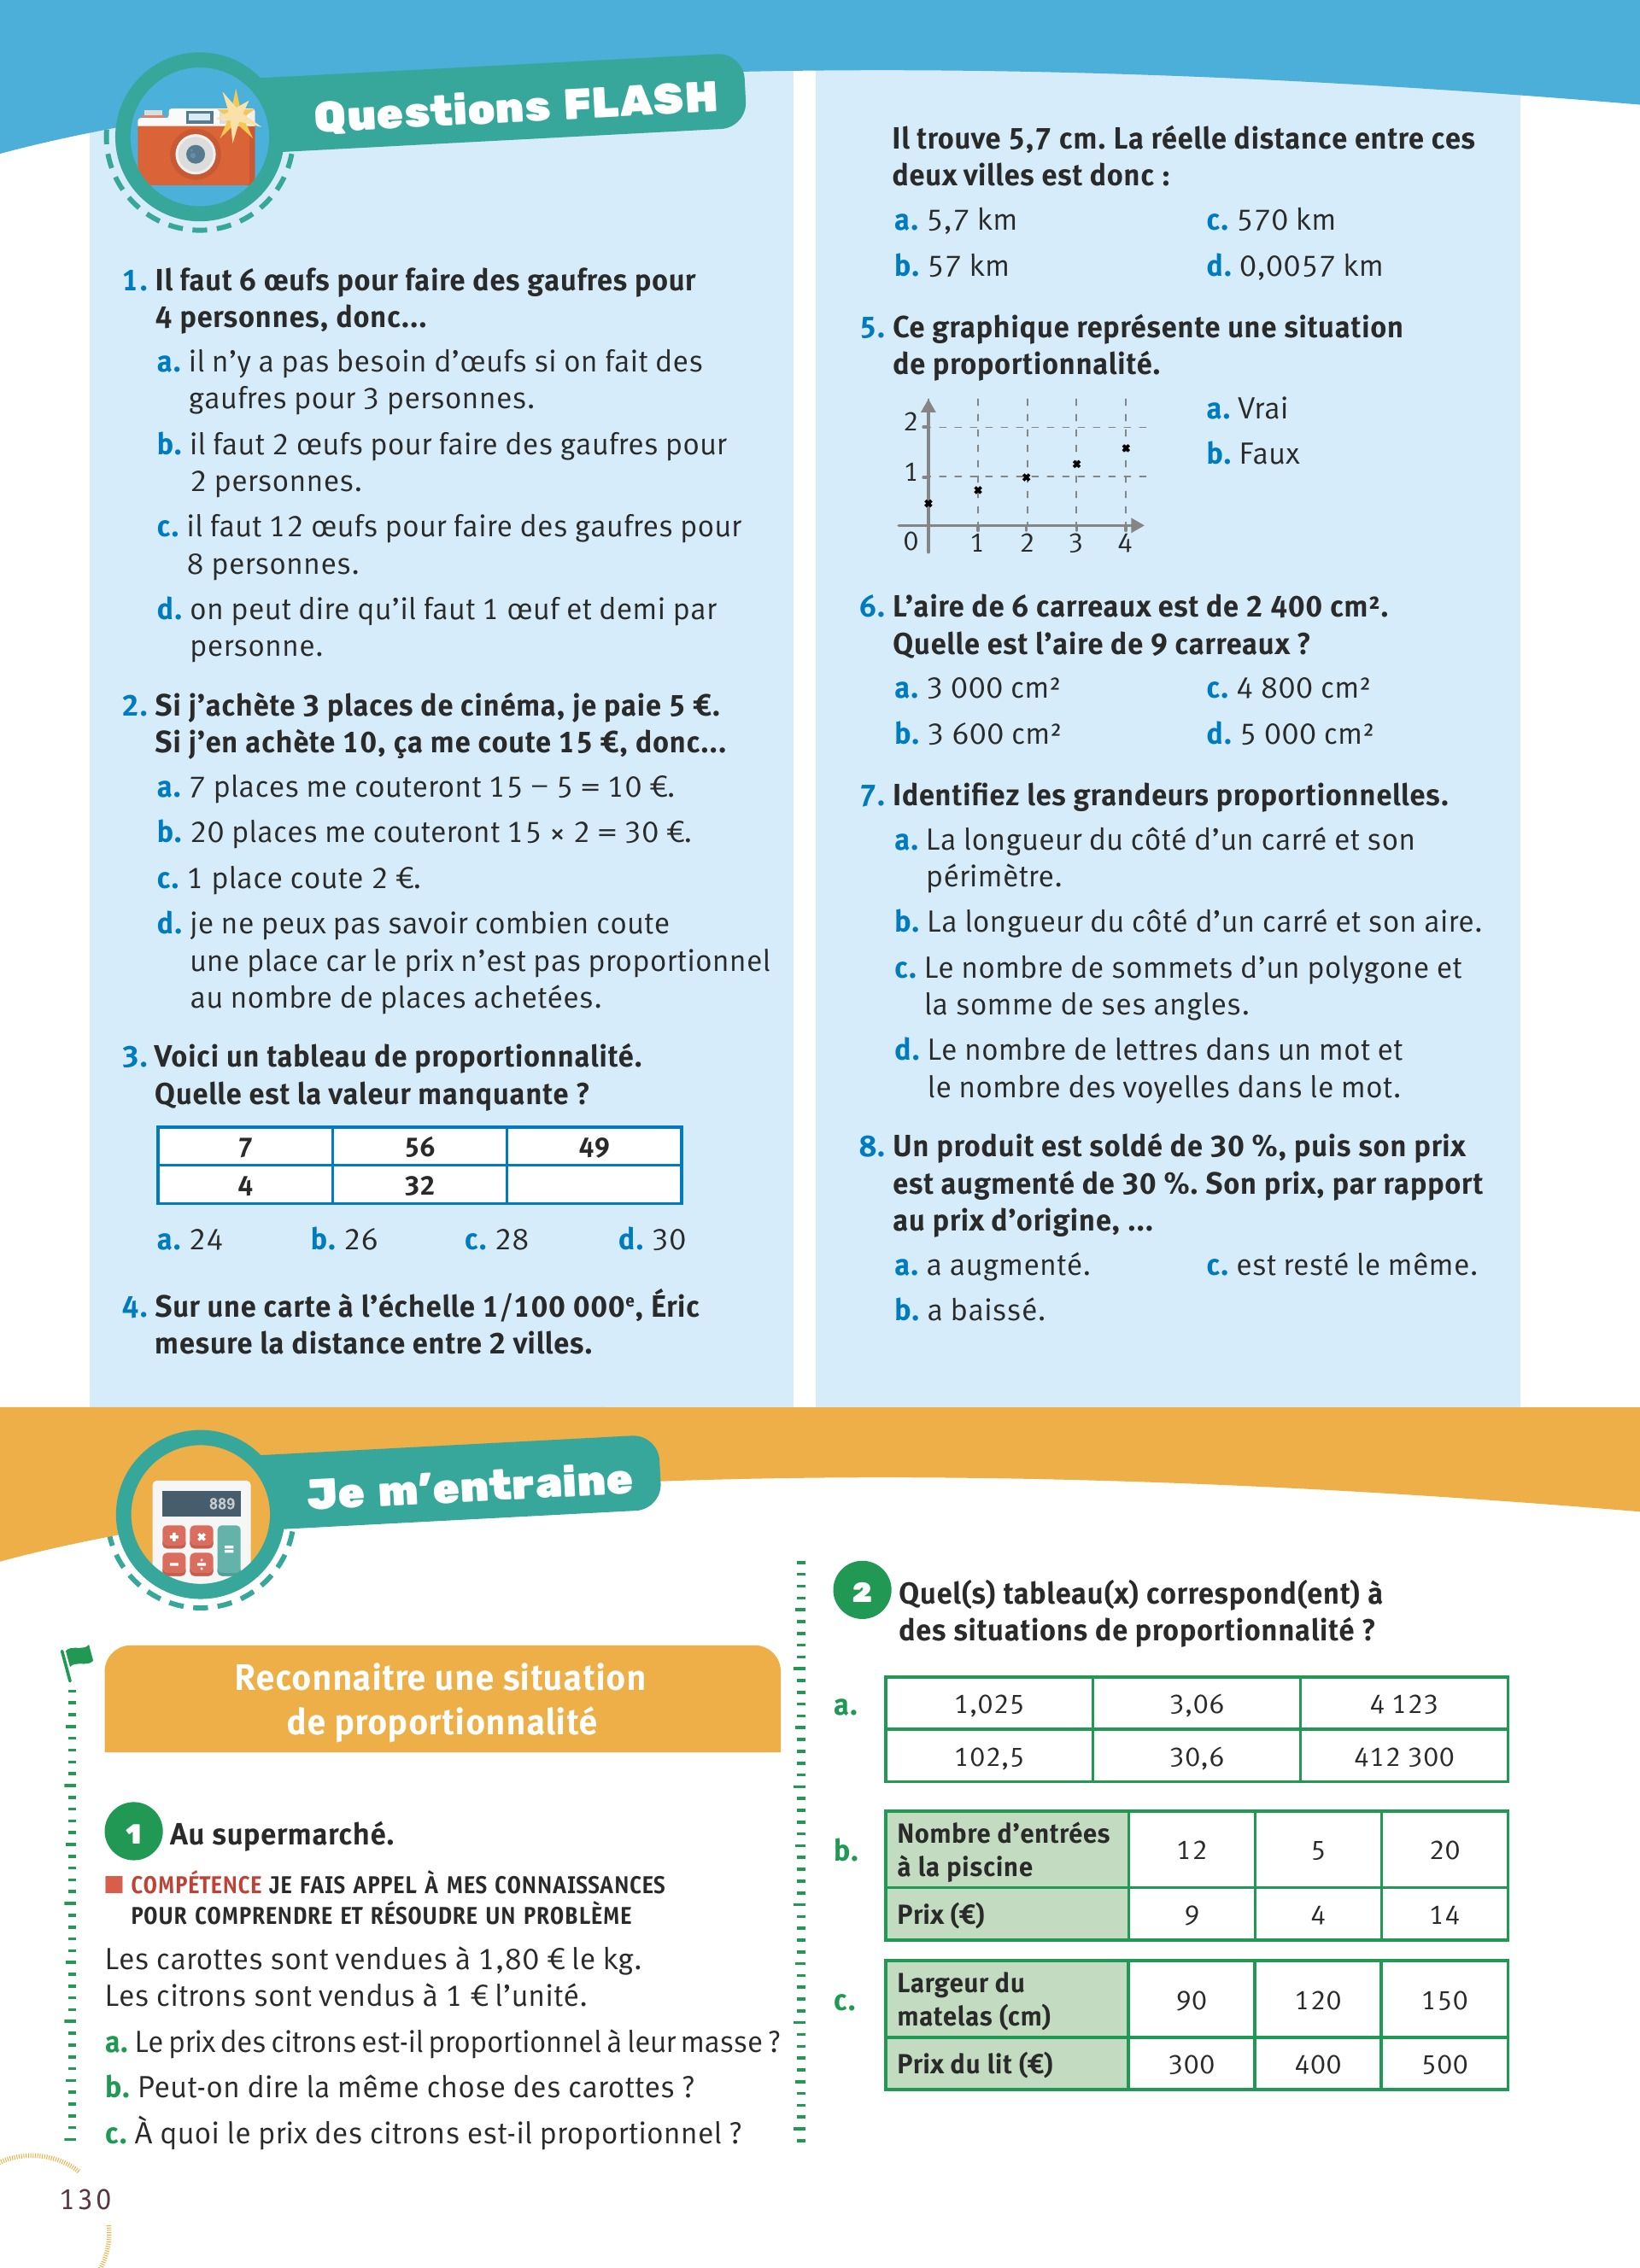 Questions FLASH
1. Il faut 6 œufs pour faire des gaufres pour
4 personnes, donc...
a. il n’y a pas besoin d’œufs si on fait des
gaufres pour 3 personnes.
b. il faut 2 œufs pour faire des gaufres pour
2 personnes.
c. il faut 12 œufs pour faire des gaufres pour
8 personnes.
d. on peut dire qu’il faut 1 œuf et demi par
personne.
2. Si j’achète 3 places de cinéma, je paie 5 €.
Si j’en achète 10, ça me coute 15 €, donc...
a. 7 places me couteront 15 – 5 = 10 €.
b. 20 places me couteront 15 × 2 = 30 €.
c. 1 place coute 2 €.
d. je ne peux pas savoir combien coute
une place car le prix n’est pas proportionnel
au nombre de places achetées.
3. Voici un tableau de proportionnalité.
Quelle est la valeur manquante ?
7 56 49
4 32
a. 24 b. 26 c. 28 d. 30
4. Sur une carte à l’échelle 1/100 000e, Éric
mesure la distance entre 2 villes.
Il trouve 5,7 cm. La réelle distance entre ces
deux villes est donc :
a. 5,7 km c. 570 km
b. 57 km d. 0,0057 km
5. Ce graphique représente une situation
de proportionnalité.
a. Vrai
b. Faux
2
1
0 1 2 3 4
6. L’aire de 6 carreaux est de 2 400 cm².
Quelle est l’aire de 9 carreaux ?
a. 3 000 cm² c. 4 800 cm²
b. 3 600 cm² d. 5 000 cm²
7. Identifiez les grandeurs proportionnelles.
a. La longueur du côté d’un carré et son
périmètre.
b. La longueur du côté d’un carré et son aire.
c. Le nombre de sommets d’un polygone et
la somme de ses angles.
d. Le nombre de lettres dans un mot et
le nombre des voyelles dans le mot.
8. Un produit est soldé de 30 %, puis son prix
est augmenté de 30 %. Son prix, par rapport
au prix d’origine, ...
a. a augmenté. c. est resté le même.
b. a baissé.
889
+ ×
– ÷ =
Je m’entraine
Reconnaitre une situation
de proportionnalité
1 Au supermarché.
COMPÉTENCE JE FAIS APPEL À MES CONNAISSANCES
POUR COMPRENDRE ET RÉSOUDRE UN PROBLÈME
Les carottes sont vendues à 1,80 € le kg.
Les citrons sont vendus à 1 € l’unité.
a. Le prix des citrons est-il proportionnel à leur masse ?
b. Peut-on dire la même chose des carottes ?
c. À quoi le prix des citrons est-il proportionnel ?
2 Quel(s) tableau(x) correspond(ent) à
des situations de proportionnalité ?
a. 1,025 3,06 4 123
102,5 30,6 412 300
b. Nombre d’entrées
à la piscine 12 5 20
Prix (€) 9 4 14
c. Largeur du
matelas (cm) 90 120 150
Prix du lit (€) 300 400 500
130